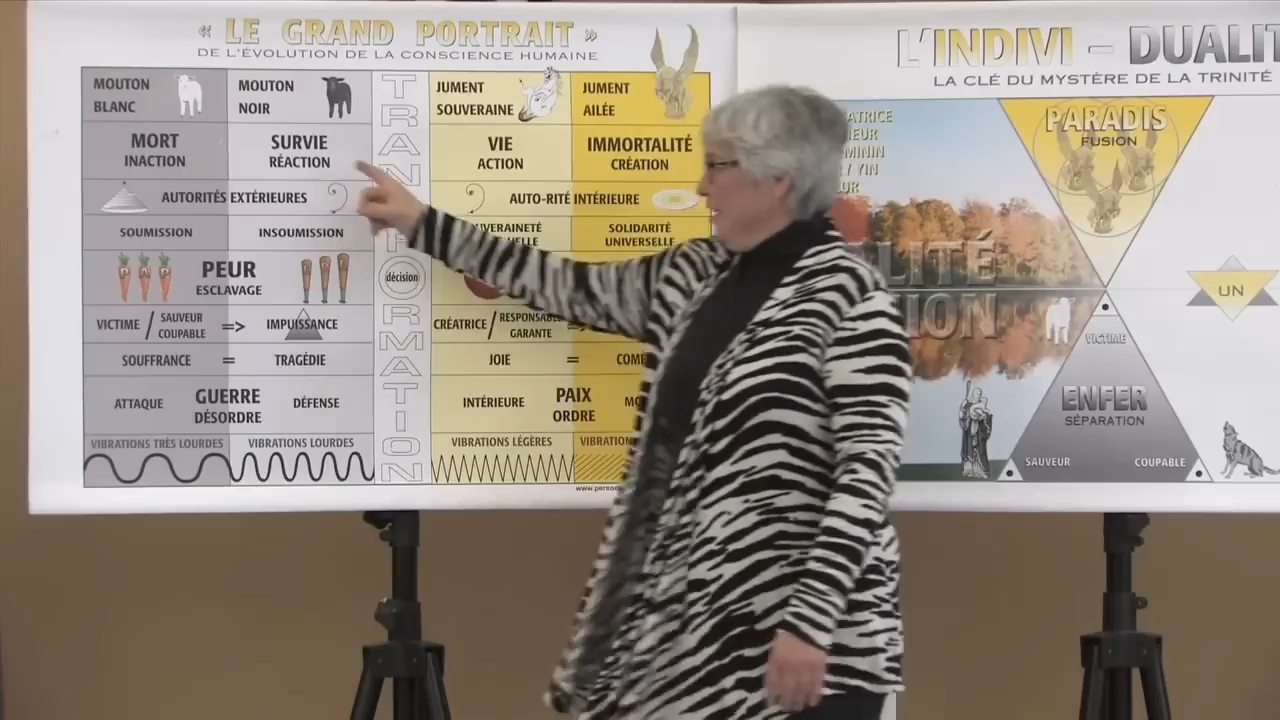 « LE GRAND PORTRAIT »
DE L'ÉVOLUTION DE LA CONSCIENCE HUMAINE
MOUTON BLANC
MOUTON NOIR
JUMENT SOUVERAINE
JUMENT AILÉE
MORT
INACTION
SURVIE
RÉACTION
VIE
ACTION
IMMORTALITÉ
CRÉATION
AUTORITÉS EXTÉRIEURES
AUTO-RITÉ INTÉRIEURE
SOUMISSION
INSOUMISSION
SOLIDARITÉ
UNIVERSELLE
PAP
PEUR
ESCLAVAGE
décision
VICTIME / SAUVEUR
COUPABLE
=>
IMPUISSANCE
CRÉATRICE /
GARANTE
SOUFFRANCE = TRAGÉDIE
JOIE =
ATTAQUE
GUERRE
DÉSORDRE
DÉFENSE
INTÉRIEURE
PAIX
ORDRE
VIBRATIONS TRÈS LOURDES
VIBRATIONS LOURDES
VIBRATIONS LÉGÈRES
L'INDIVI –
LA CLÉ DU MYSTÈRE DE LA TRINITÉ
PARADIS
FUSION
/ YIN
UN
VICTIME
ENFER
SÉPARATION
SAUVEUR
COUPABLE